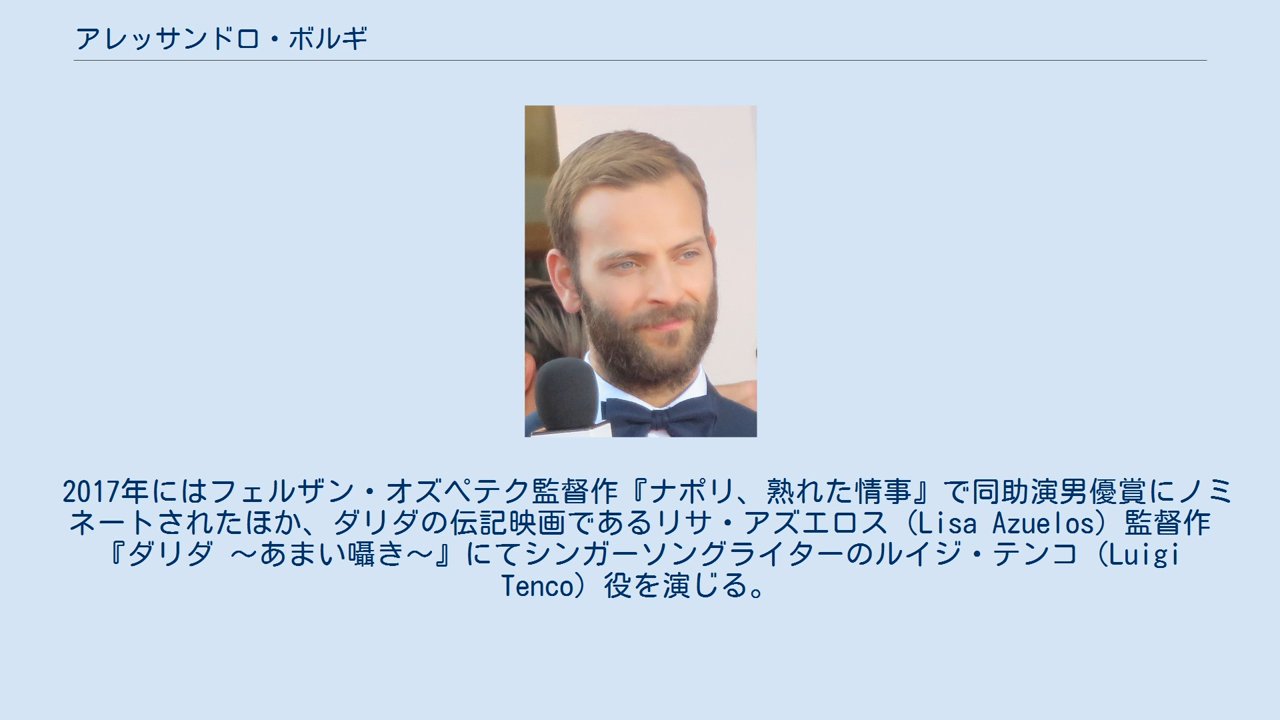 アレッサンドロ・ボルギ
2017年にはフェルザン・オズペテク監督作『ナポリ、熟れた情事』で同助演男優賞にノミ
ネートされたほか、ダリダの伝記映画であるリサ・アズエロス（Lisa Azuelos）監督作
『ダリダ ～あまい囁き～』にてシンガーソングライターのルイジ・テンコ（Luigi
Tenco）役を演じる。